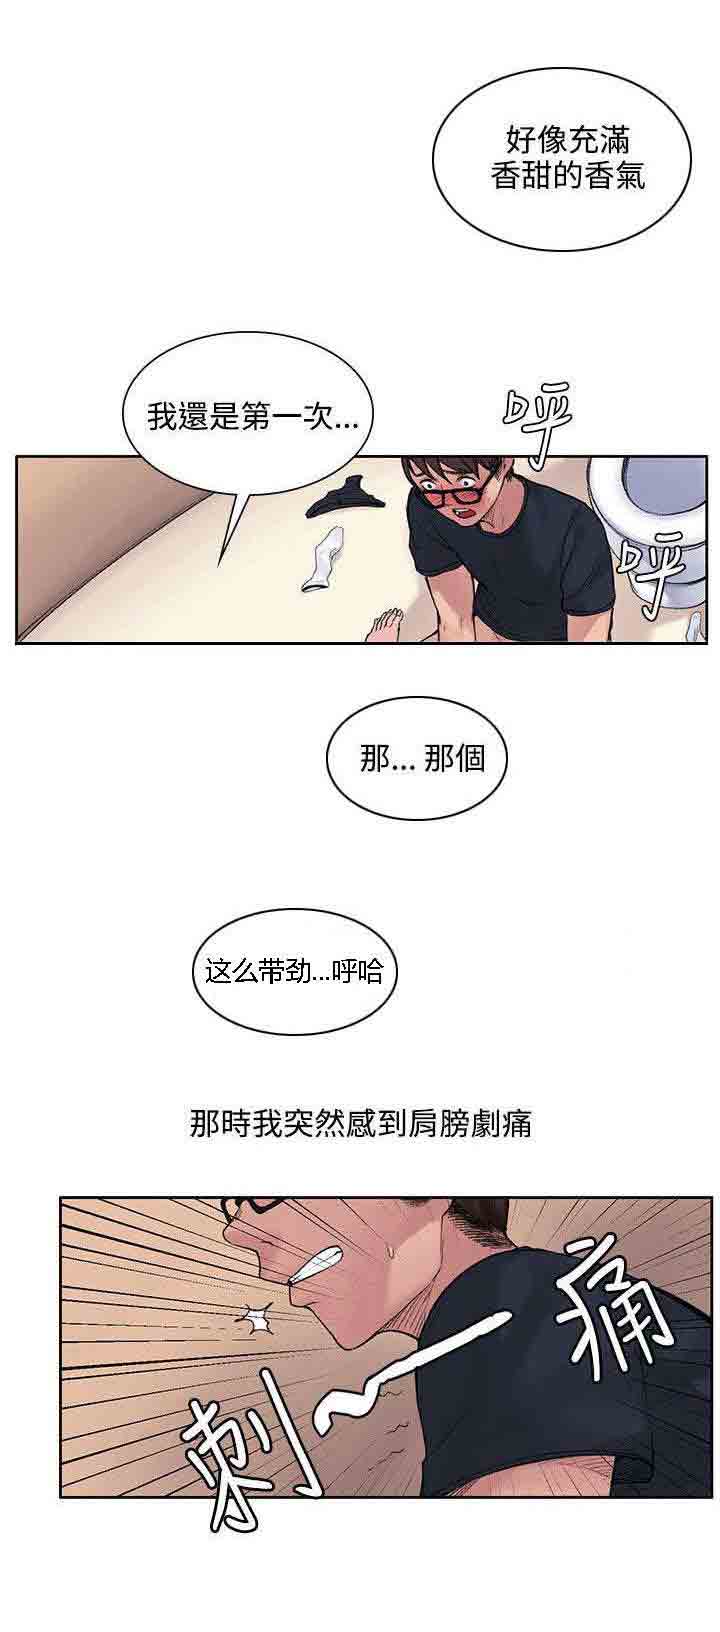 好像充滿
香甜的香氣
我還是第一次...
呼
呼
那... 那個
这么带劲...呼哈
那時我突然感到肩膀劇痛
刺~一痛